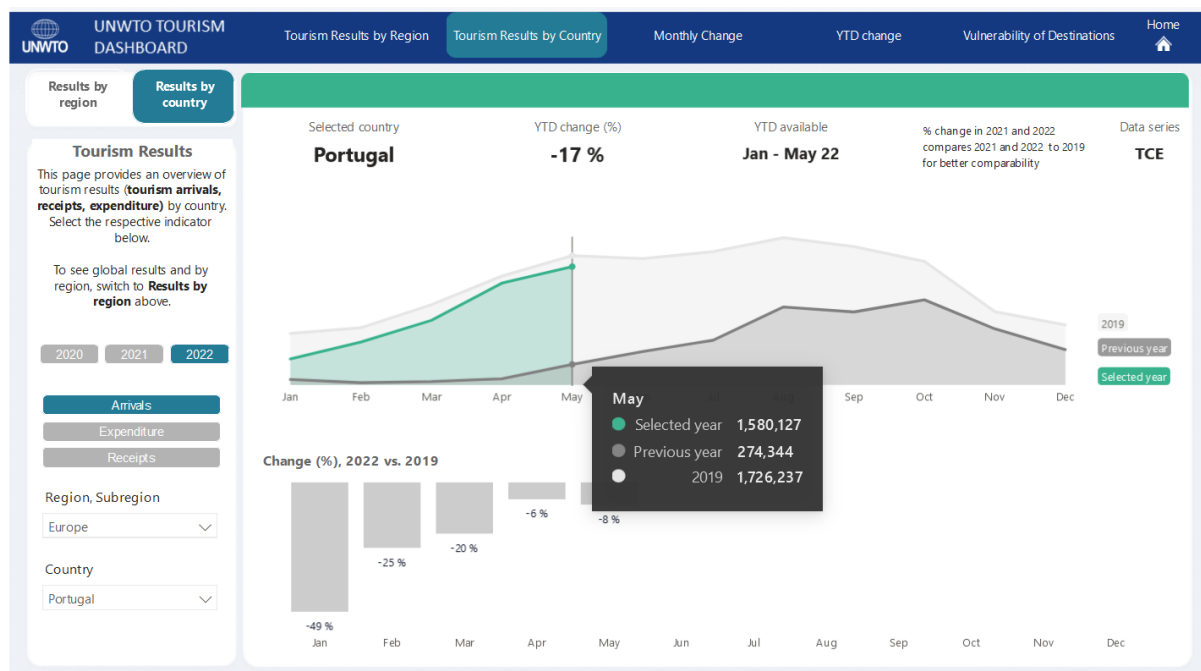 UNWTO
UNWTO TOURISM
DASHBOARD
Tourism Results by Region
Tourism Results by Country
Monthly Change
YTD change
Vulnerability of Destinations
Home
Results by
region
Results by
country
Tourism Results
This page provides an overview of
tourism results (tourism arrivals,
receipts, expenditure) by country.
Select the respective indicator
below.
To see global results and by
region, switch to Results by
region above.
2020
2021
2022
Arrivals
Expenditure
Receipts
Region, Subregion
Europe
Country
Portugal
Selected country
Portugal
YTD change (%)
-17 %
YTD available
Jan - May 22
% change in 2021 and 2022
compares 2021 and 2022 to 2019
for better comparability
Data series
TCE
2019
Previous year
Selected year
Jan
Feb
Mar
Apr
May
Sep
Oct
Nov
Dec
May
Selected year 1,580,127
Previous year 274,344
2019 1,726,237
Change (%), 2022 vs. 2019
-49 %
-25 %
-20 %
-6 %
-8 %
Jan
Feb
Mar
Apr
May
Jun
Jul
Aug
Sep
Oct
Nov
Dec